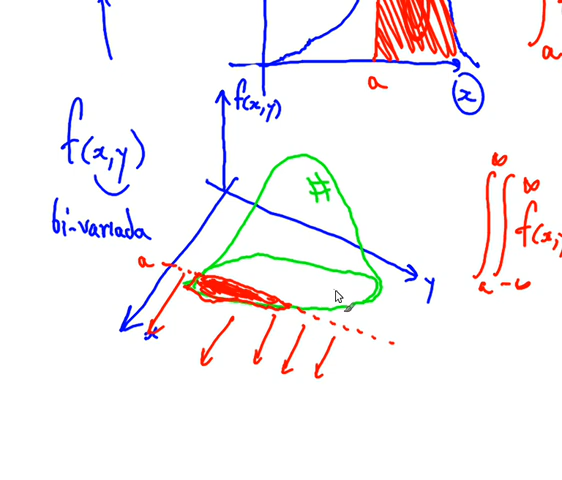 a
x
f(x,y)
f(x,y)
bi-variada
#
a
x
y
∞ ∞
∫∫ f(x,
a -∞
∫
a